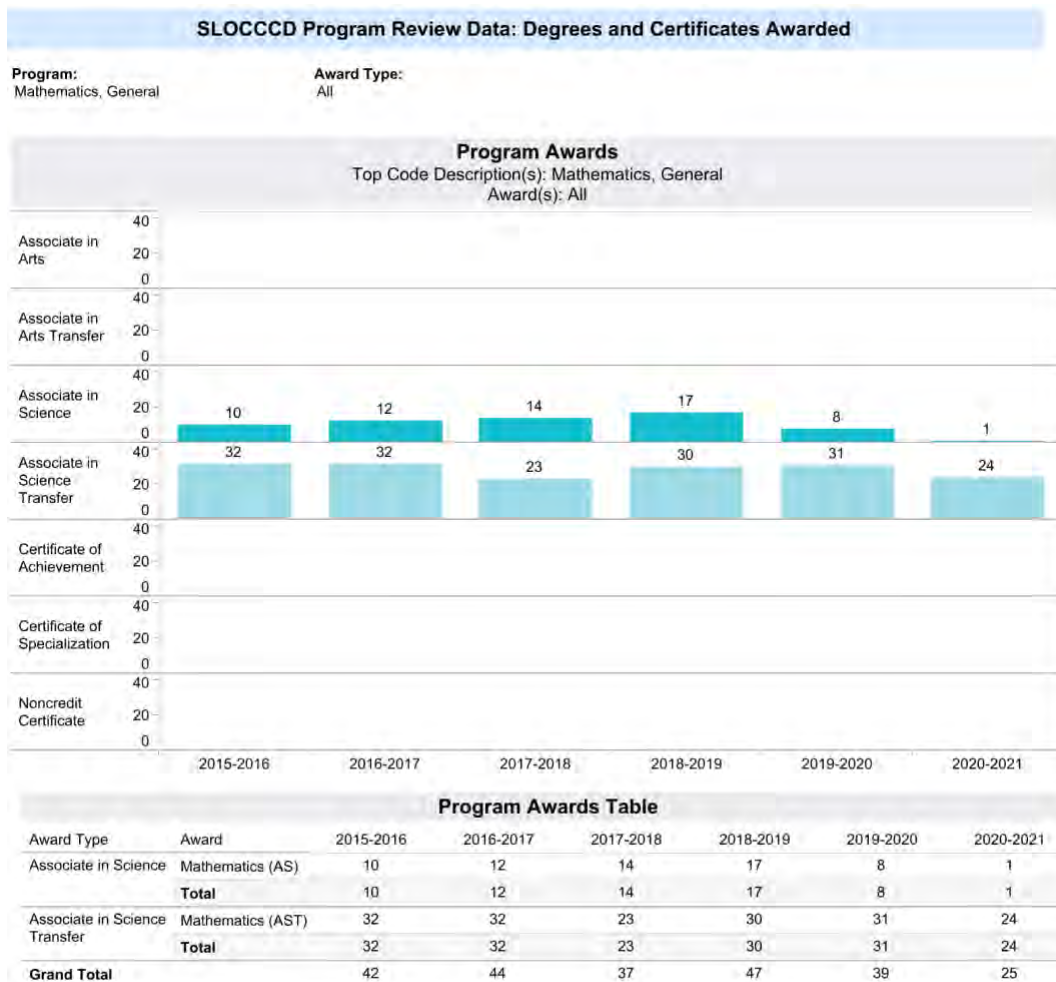 SLOCCCD Program Review Data: Degrees and Certificates Awarded
Program: Award Type:
Mathematics, General All
Program Awards
Top Code Description(s): Mathematics, General
Award(s): All
Associate in Arts 40 20 0
Associate in Arts Transfer 40 20 0
Associate in Science 40 20 0 10 12 14 17 8 1
Associate in Science Transfer 40 20 0 32 32 23 30 31 24
Certificate of Achievement 40 20 0
Certificate of Specialization 40 20 0
Noncredit Certificate 40 20 0
2015-2016 2016-2017 2017-2018 2018-2019 2019-2020 2020-2021
Program Awards Table
Award Type Award 2015-2016 2016-2017 2017-2018 2018-2019 2019-2020 2020-2021
Associate in Science Mathematics (AS) 10 12 14 17 8 1
Total 10 12 14 17 8 1
Associate in Science Transfer Mathematics (AST) 32 32 23 30 31 24
Total 32 32 23 30 31 24
Grand Total 42 44 37 47 39 25